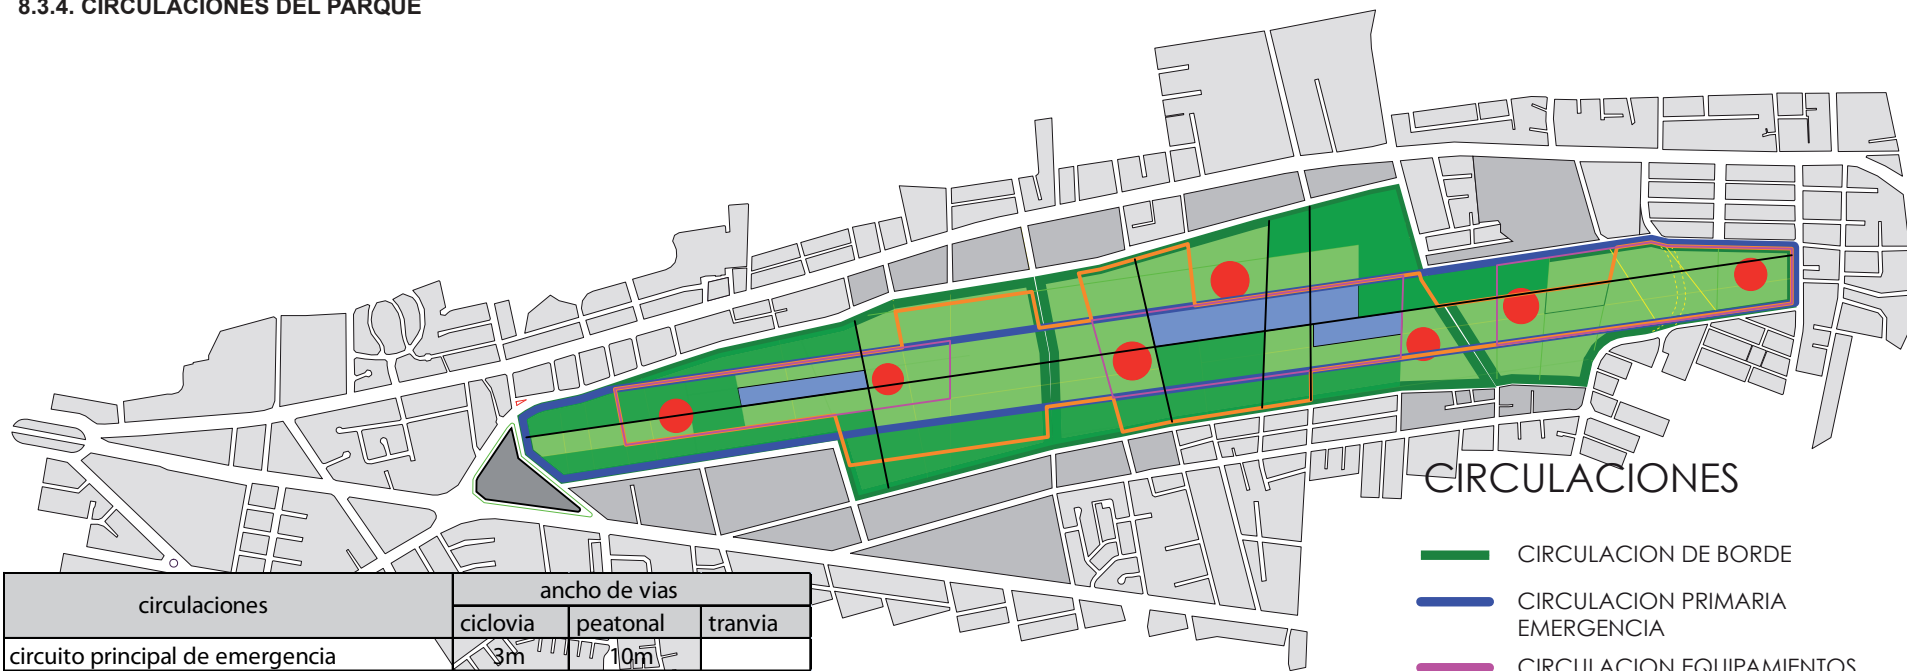 8.3.4. CIRCULACIONES DEL PARQUE
CIRCULACIONES
CIRCULACION DE BORDE
CIRCULACION PRIMARIA
EMERGENCIA
CIRCULACION EQUIPAMIENTOS
circulaciones
ancho de vias
ciclovia peatonal tranvia
circuito principal de emergencia 3m 10m